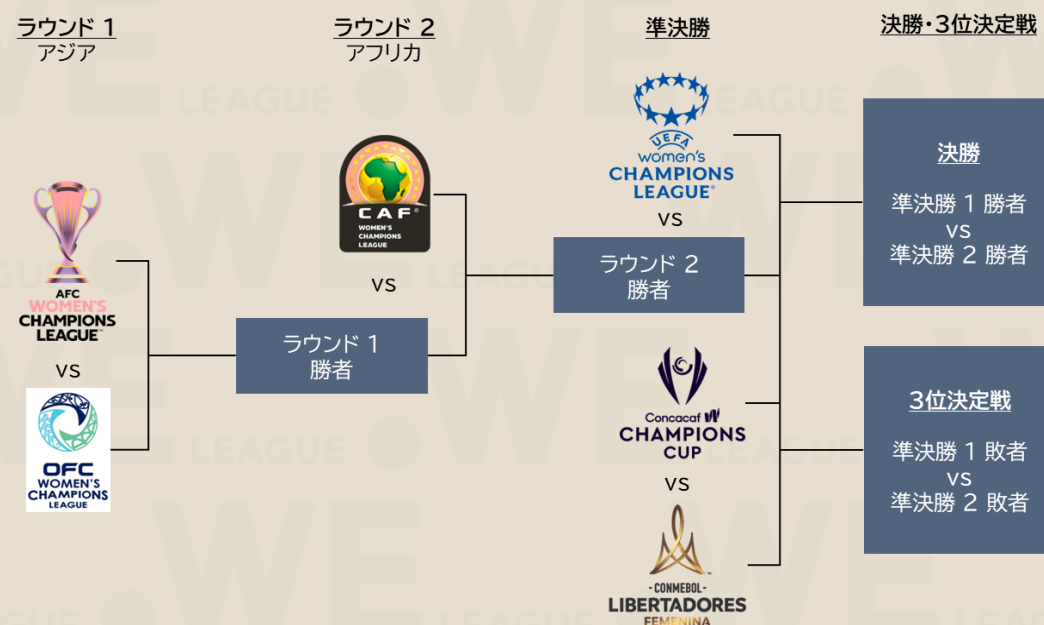 ラウンド 1
アジア
AFC
WOMEN'S
CHAMPIONS
LEAGUE
vs
OFC
WOMEN'S
CHAMPIONS
LEAGUE
ラウンド 2
アフリカ
CAF
WOMEN'S
CHAMPIONS
LEAGUE
vs
ラウンド 1
勝者
準決勝
UEFA
women's
CHAMPIONS
LEAGUE
vs
ラウンド 2
勝者
Concacaf W
CHAMPIONS
CUP
vs
-CONMEBOL-
LIBERTADORES
FEMENINA
決勝・3位決定戦
決勝
準決勝 1 勝者
vs
準決勝 2 勝者
3位決定戦
準決勝 1 敗者
vs
準決勝 2 敗者
WE LEAGUE